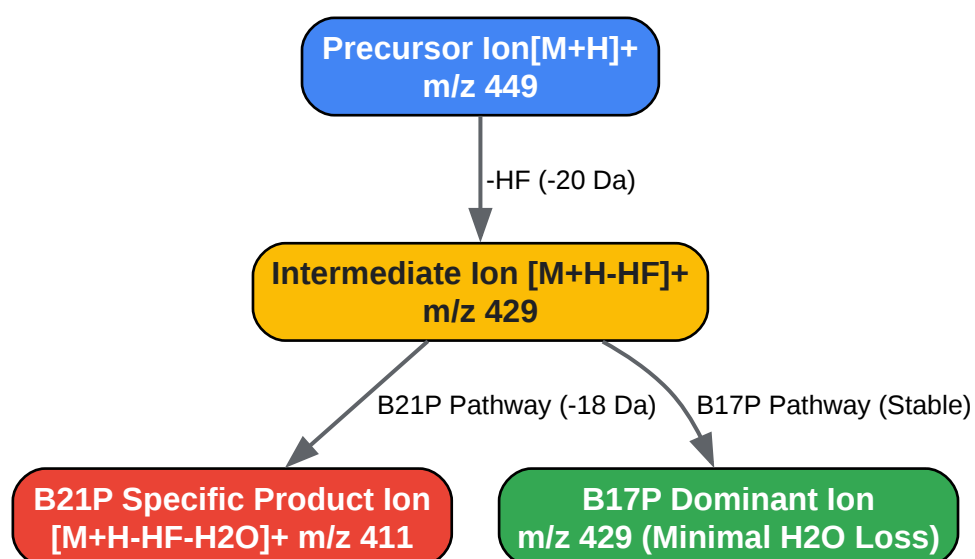 Precursor Ion[M+H]+
m/z 449
-HF (-20 Da)
Intermediate Ion [M+H-HF]+
m/z 429
B21P Pathway (-18 Da)
B17P Pathway (Stable)
B21P Specific Product Ion
[M+H-HF-H2O]+ m/z 411
B17P Dominant Ion
m/z 429 (Minimal H2O Loss)